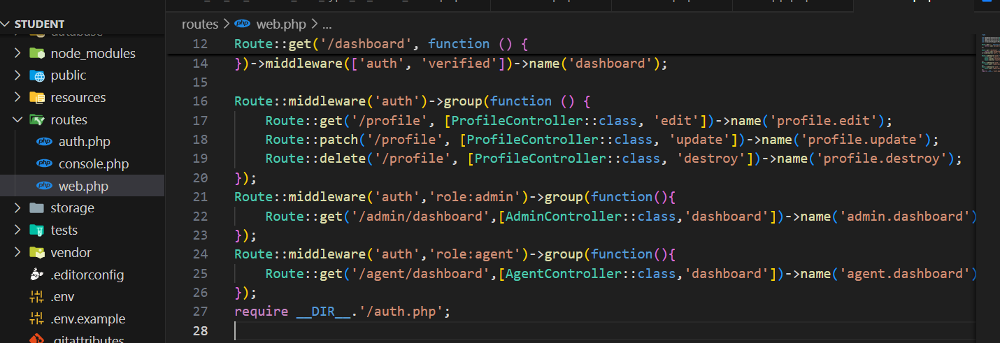 STUDENT
database
node_modules
public
resources
routes
auth.php
console.php
web.php
storage
tests
vendor
.editorconfig
.env
.env.example
.gitattributes
routes > web.php > ...
12 Route::get('/dashboard', function () {
14 })->middleware(['auth', 'verified'])->name('dashboard');
15
16 Route::middleware('auth')->group(function () {
17 Route::get('/profile', [ProfileController::class, 'edit'])->name('profile.edit');
18 Route::patch('/profile', [ProfileController::class, 'update'])->name('profile.update');
19 Route::delete('/profile', [ProfileController::class, 'destroy'])->name('profile.destroy');
20 });
21 Route::middleware('auth','role:admin')->group(function(){
22 Route::get('/admin/dashboard',[AdminController::class,'dashboard'])->name('admin.dashboard')
23 });
24 Route::middleware('auth','role:agent')->group(function(){
25 Route::get('/agent/dashboard',[AgentController::class,'dashboard'])->name('agent.dashboard')
26 });
27 require __DIR__.'/auth.php';
28